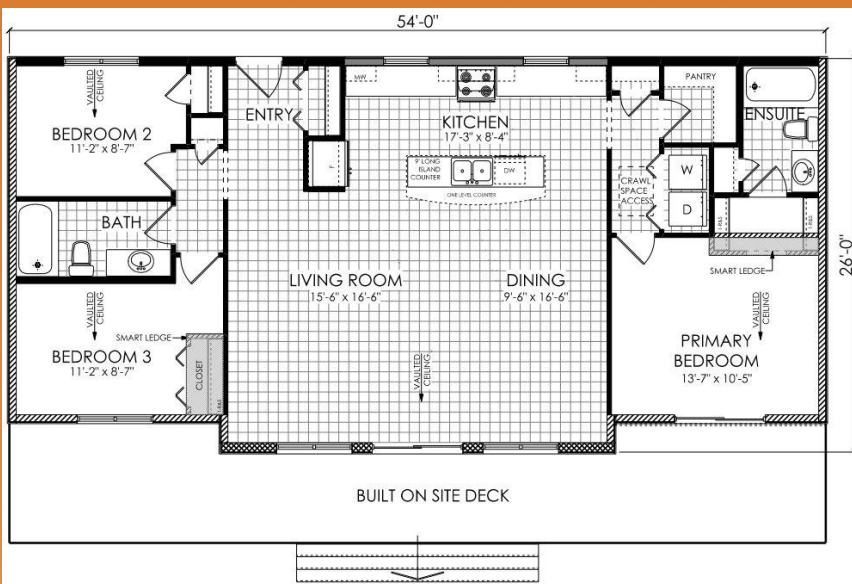 54'-0"
VAULTED CEILING
BEDROOM 2
11'-2" x 8'-7"
ENTRY
MW
KITCHEN
17'-3" x 8'-4"
9' LONG
ISLAND
COUNTER
DW
ONE LEVEL COUNTER
PANTRY
ENSUITE
CRAWL
SPACE
ACCESS
W
D
BATH
26'-0"
SMART LEDGE
LIVING ROOM
15'-6" x 16'-6"
DINING
9'-6" x 16'-6"
VAULTED CEILING
SMART LEDGE
BEDROOM 3
11'-2" x 8'-7"
CLOSET
VAULTED CEILING
VAULTED CEILING
PRIMARY
BEDROOM
13'-7" x 10'-5"
BUILT ON SITE DECK